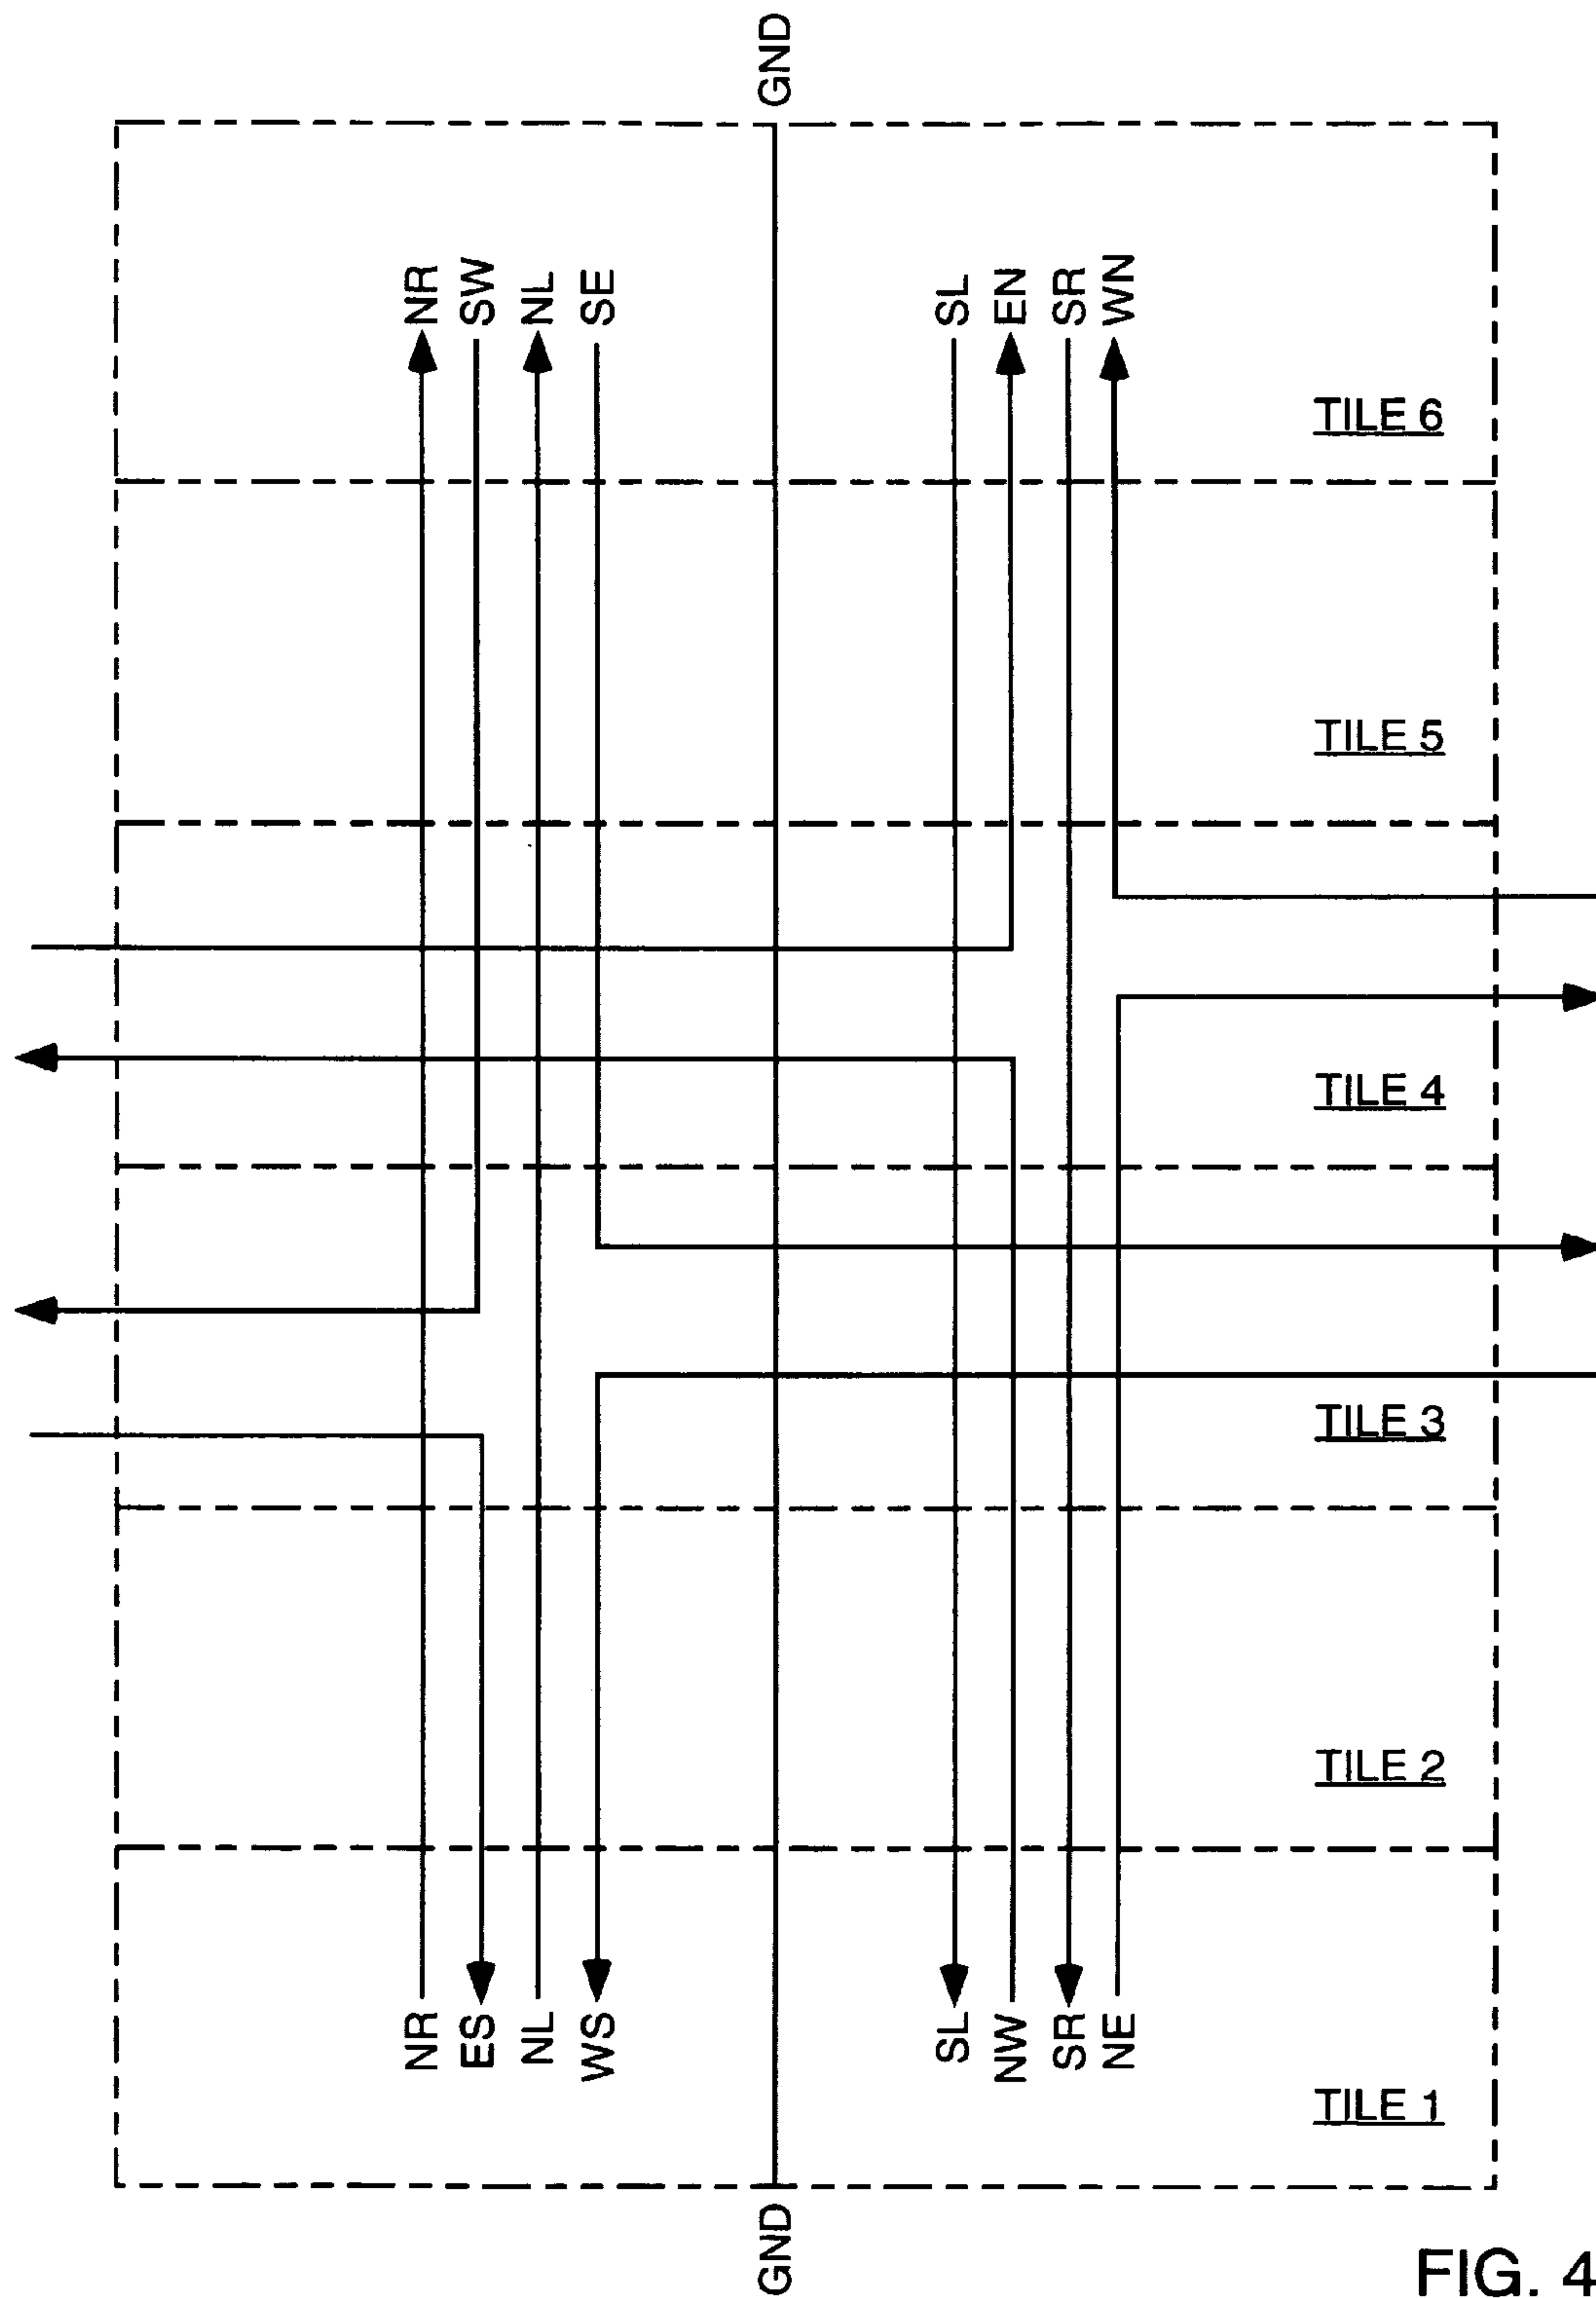 GND
NR
SW
NL
SE
SL
EN
SR
WN
TILE 6
TILE 5
TILE 4
TILE 3
TILE 2
NR
ES
NL
WS
SL
NW
SR
NE
TILE 1
GND
FIG. 4